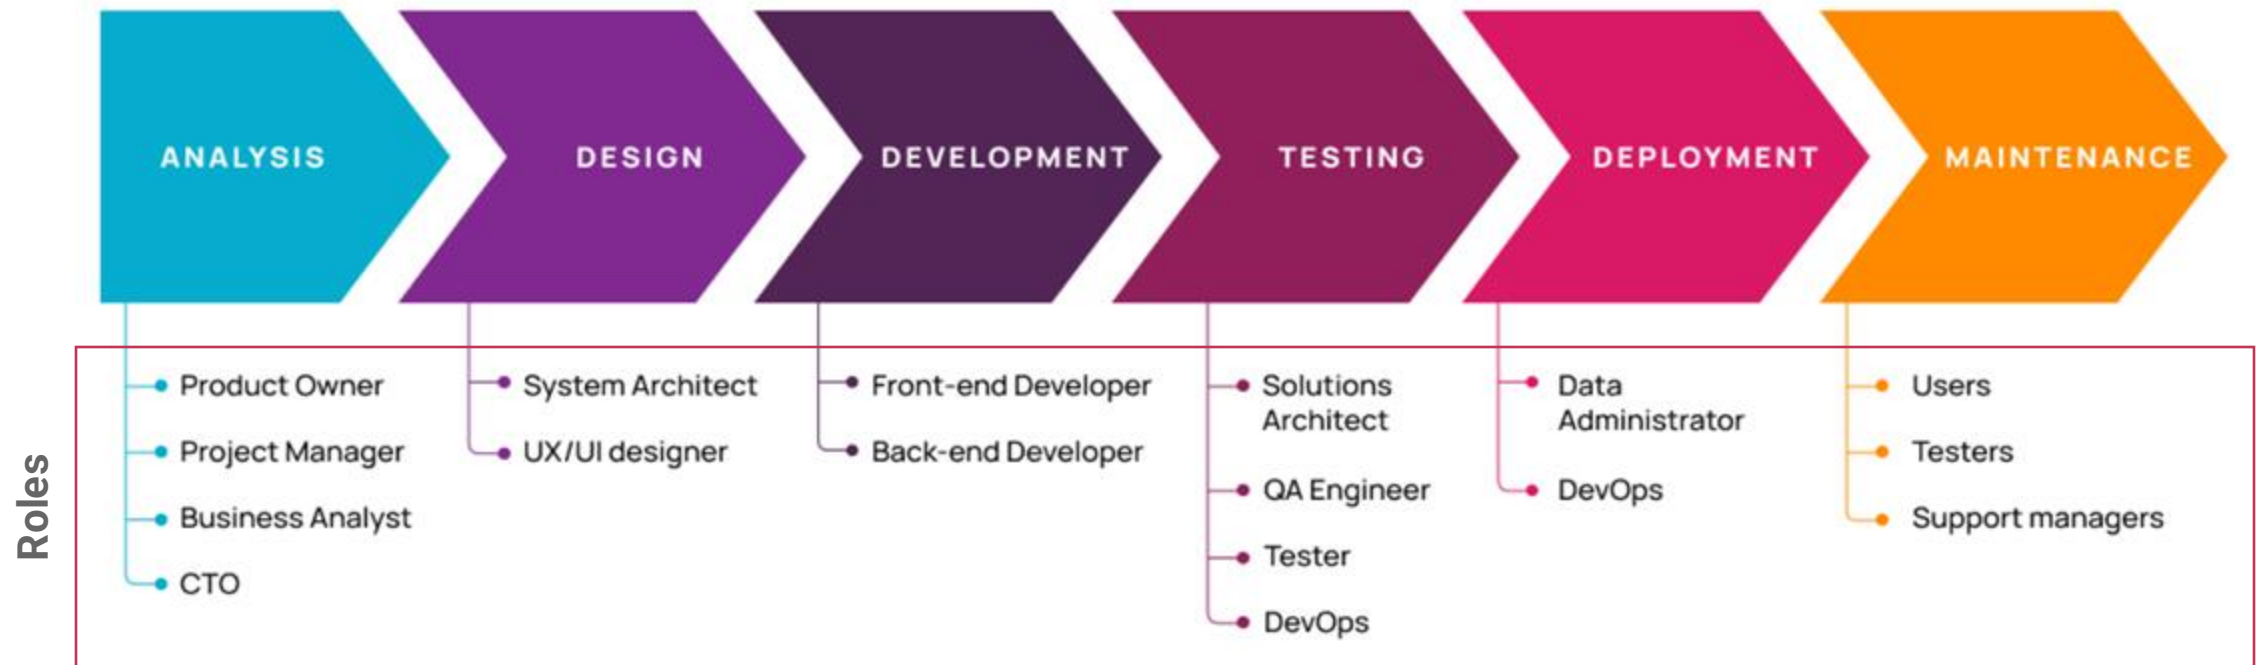 ANALYSIS
DESIGN
DEVELOPMENT
TESTING
DEPLOYMENT
MAINTENANCE
Roles
Product Owner
Project Manager
Business Analyst
CTO
System Architect
UX/UI designer
Front-end Developer
Back-end Developer
Solutions
Architect
QA Engineer
Tester
DevOps
Data
Administrator
DevOps
Users
Testers
Support managers